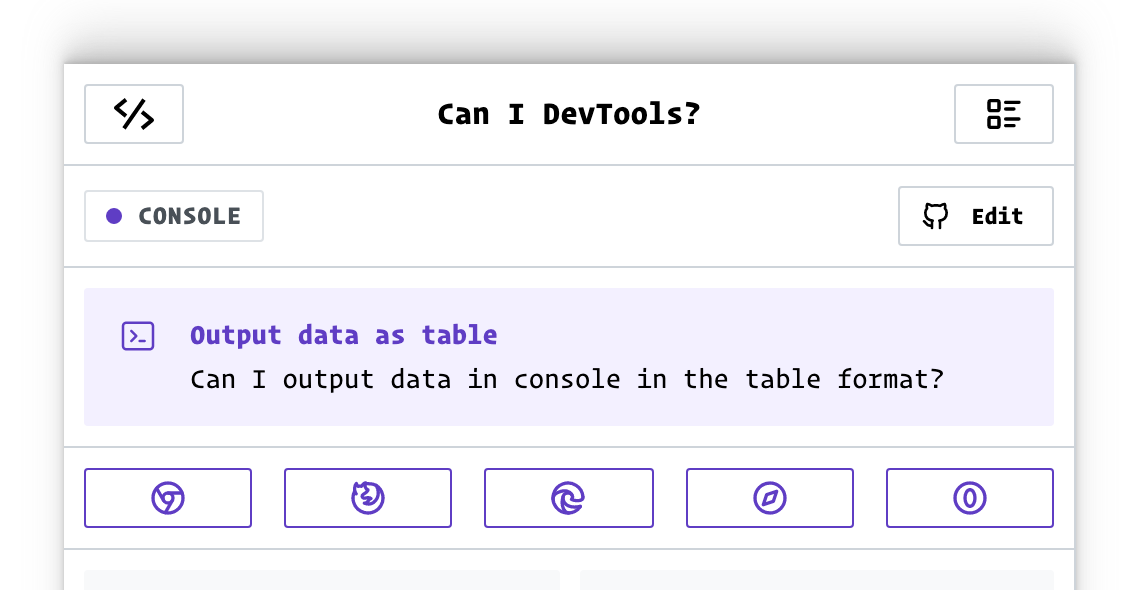 Can I DevTools?
CONSOLE
Edit
Output data as table
Can I output data in console in the table format?